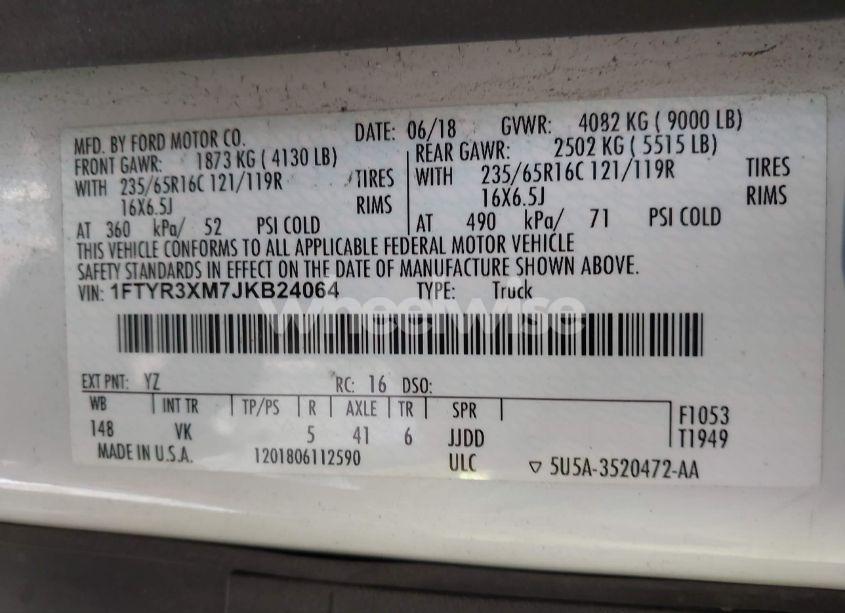 MFD. BY FORD MOTOR CO. DATE: 06/18 GVWR: 4082 KG ( 9000 LB)
FRONT GAWR: 1873 KG ( 4130 LB) REAR GAWR: 2502 KG ( 5515 LB)
WITH 235/65R16C 121/119R TIRES WITH 235/65R16C 121/119R TIRES
16X6.5J RIMS 16X6.5J RIMS
AT 360 kPa/ 52 PSI COLD AT 490 kPa/ 71 PSI COLD
THIS VEHICLE CONFORMS TO ALL APPLICABLE FEDERAL MOTOR VEHICLE
SAFETY STANDARDS IN EFFECT ON THE DATE OF MANUFACTURE SHOWN ABOVE.
VIN: 1FTYR3XM7JKB24064 TYPE: Truck
Wheelwise
EXT PNT: YZ RC: 16 DSO:
WB INT TR TP/PS R AXLE TR SPR F1053
148 VK 5 41 6 JJDD T1949
MADE IN U.S.A. 1201806112590 ULC ▽ 5U5A-3520472-AA